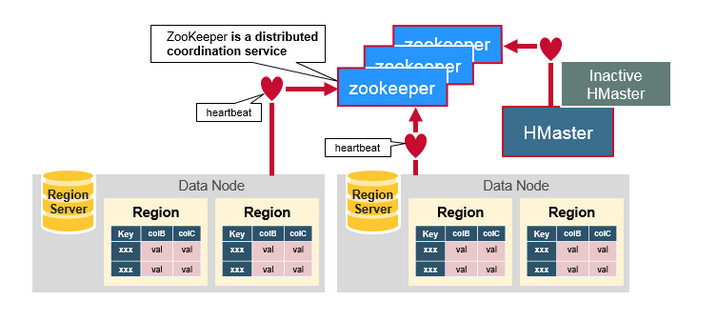 ZooKeeper is a distributed
coordination service
zookeeper
zookeeper
zookeeper
Inactive
HMaster
HMaster
heartbeat
heartbeat
Data Node
Region
Server
Region
Key colB colC
xxx val val
xxx val val
Region
Key colB colC
xxx val val
xxx val val
Data Node
Region
Server
Region
Key colB colC
xxx val val
xxx val val
Region
Key colB colC
xxx val val
xxx val val